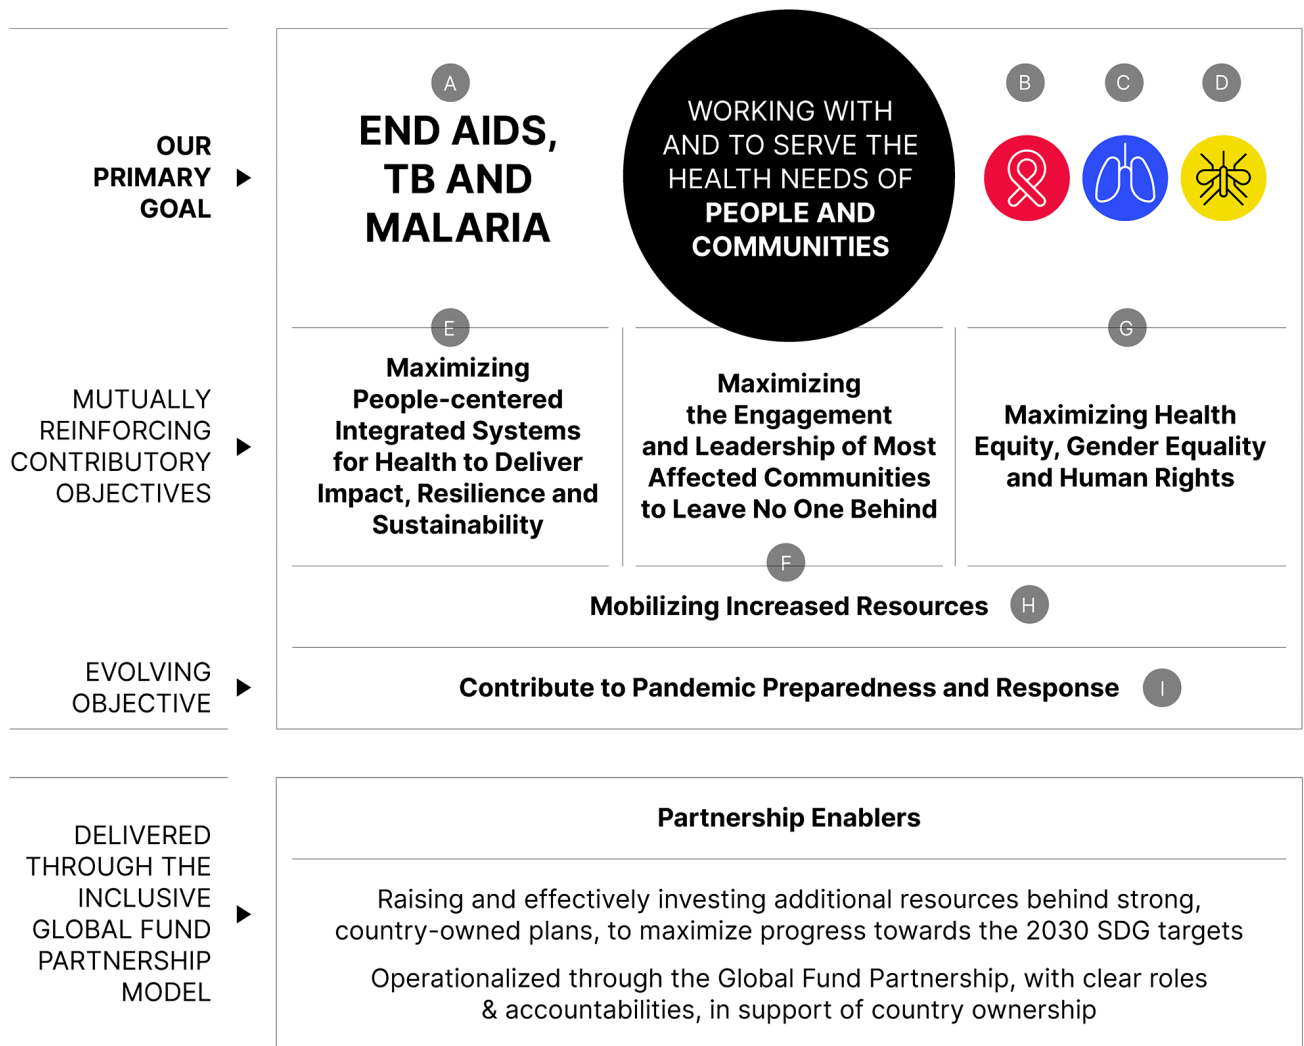 OUR
PRIMARY
GOAL
A
END AIDS,
TB AND
MALARIA
WORKING WITH
AND TO SERVE THE
HEALTH NEEDS OF
PEOPLE AND
COMMUNITIES
B
C
D
MUTUALLY
REINFORCING
CONTRIBUTORY
OBJECTIVES
E
Maximizing
People-centered
Integrated Systems
for Health to Deliver
Impact, Resilience and
Sustainability
Maximizing
the Engagement
and Leadership of Most
Affected Communities
to Leave No One Behind
F
G
Maximizing Health
Equity, Gender Equality
and Human Rights
Mobilizing Increased Resources
H
EVOLVING
OBJECTIVE
Contribute to Pandemic Preparedness and Response
I
DELIVERED
THROUGH THE
INCLUSIVE
GLOBAL FUND
PARTNERSHIP
MODEL
Partnership Enablers
Raising and effectively investing additional resources behind strong,
country-owned plans, to maximize progress towards the 2030 SDG targets
Operationalized through the Global Fund Partnership, with clear roles
& accountabilities, in support of country ownership